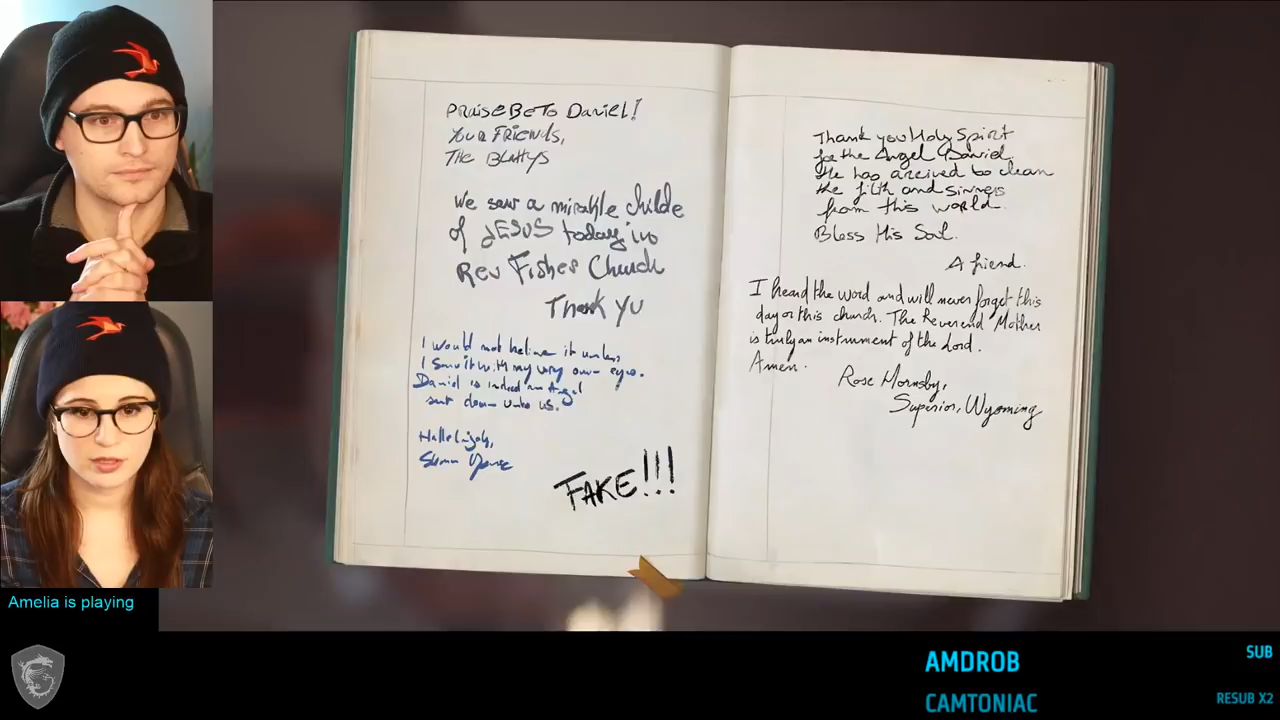 Praise Be To Daniel!
Your Friends,
The Blattys
We saw a mirakle childe
of JESUS today in
Rev Fisher Church
Thank yu
I would not believe it unless
I saw it with my very own eyes.
Daniel is indeed an Angel
sent down unto us.
Hallelujah,
FAKE!!!
Thank you Holy Spirit
for the Angel Daniel.
He has arrived to clean
the filth and sinners
from this world.
Bless His Soul.
A friend.
I heard the word and will never forget this
day or this church. The Reverend Mother
is truly an instrument of the Lord.
Amen.
Rose Mornsby,
Superior, Wyoming
Amelia is playing
AMDROB
SUB
CAMTONIAC
RESUB X2